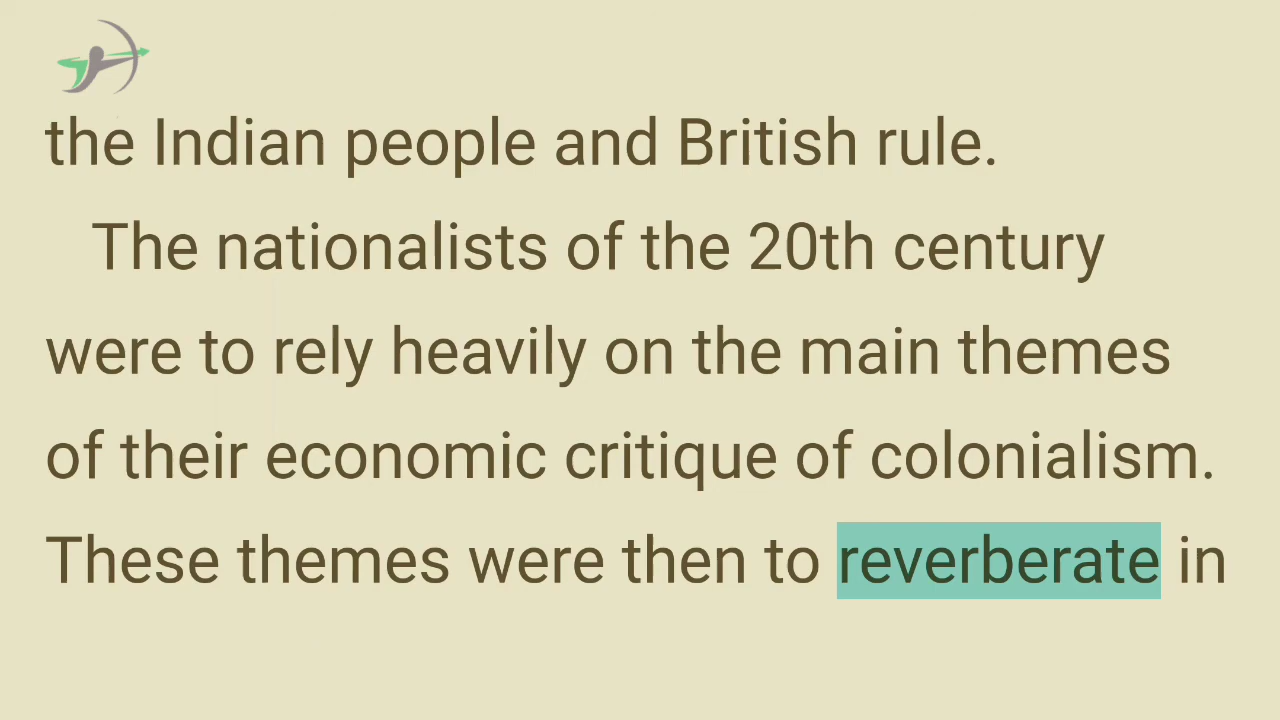 the Indian people and British rule.
The nationalists of the 20th century
were to rely heavily on the main themes
of their economic critique of colonialism.
These themes were then to reverberate in